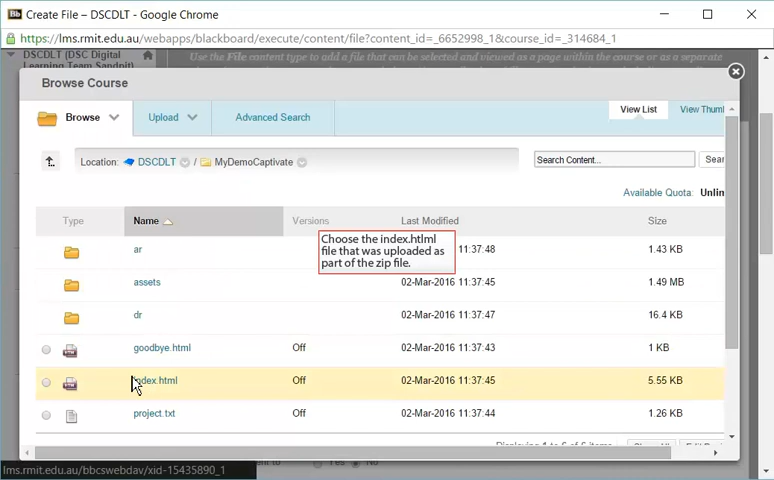 Create File – DSCDLT - Google Chrome
https://lms.rmit.edu.au/webapps/blackboard/execute/content/file?content_id=_6652998_1&course_id=_314684_1
DSCDLT (DSC Digital
Learning Team Sandpit)
Use the File content type to add a file that can be selected and viewed as a page within the course or as a separate
Browse Course
Browse
Upload
Advanced Search
View List
View Thumb
Location: DSCDLT / MyDemoCaptivate
Search Content...
Sear
Available Quota: Unlin
Type Name Versions Last Modified Size
Choose the index.htlml
file that was uploaded as
part of the zip file.
ar 11:37:48 1.43 KB
assets 02-Mar-2016 11:37:45 1.49 MB
dr 02-Mar-2016 11:37:47 16.4 KB
goodbye.html Off 02-Mar-2016 11:37:43 1 KB
index.html Off 02-Mar-2016 11:37:45 5.55 KB
project.txt Off 02-Mar-2016 11:37:44 1.26 KB
Displaying 1 to 6 of 6 items
lms.rmit.edu.au/bbcswebdav/xid-15435890_1
Yes No